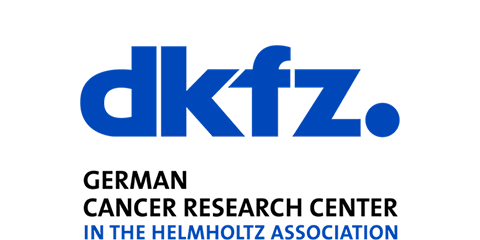 dkfz.
GERMAN
CANCER RESEARCH CENTER
IN THE HELMHOLTZ ASSOCIATION